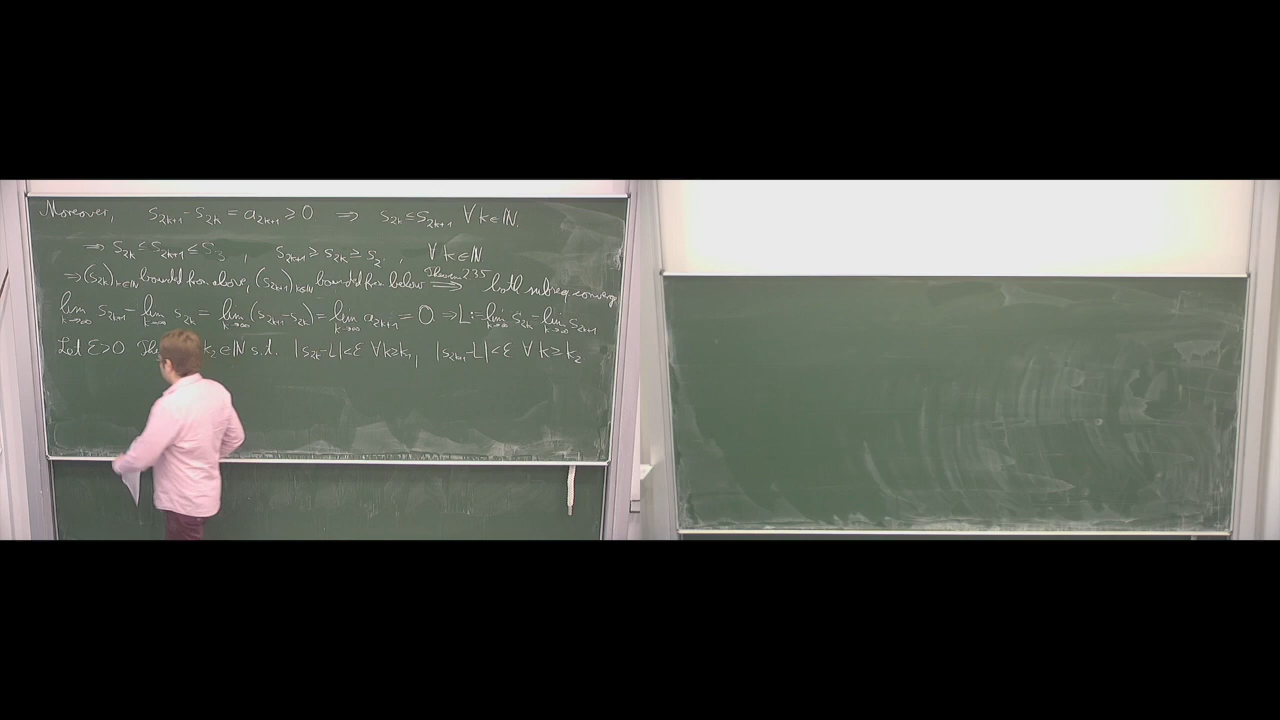 Moreover, s_{2k+1} - s_{2k} = a_{2k+1} ≥ 0 ⇒ s_{2k} ≤ s_{2k+1} ∀ k ∈ ℕ.
⇒ s_{2k} ≤ s_{2k+1} ≤ s_3, s_{2k+1} ≥ s_{2k} ≥ s_2, ∀ k ∈ ℕ
⇒ (s_{2k})_{k∈ℕ} bounded from above, (s_{2k+1})_{k∈ℕ} bounded from below ⇒ Theorem 2.35 both subseq. converge
lim_{k→∞} s_{2k+1} - lim_{k→∞} s_{2k} = lim_{k→∞} (s_{2k+1} - s_{2k}) = lim_{k→∞} a_{2k+1} = 0 ⇒ L := lim_{k→∞} s_{2k} = lim_{k→∞} s_{2k+1}
Let ε > 0 k_2 ∈ ℕ s.t. |s_{2k} - L| < ε ∀ k ≥ k_1, |s_{2k+1} - L| < ε ∀ k ≥ k_2